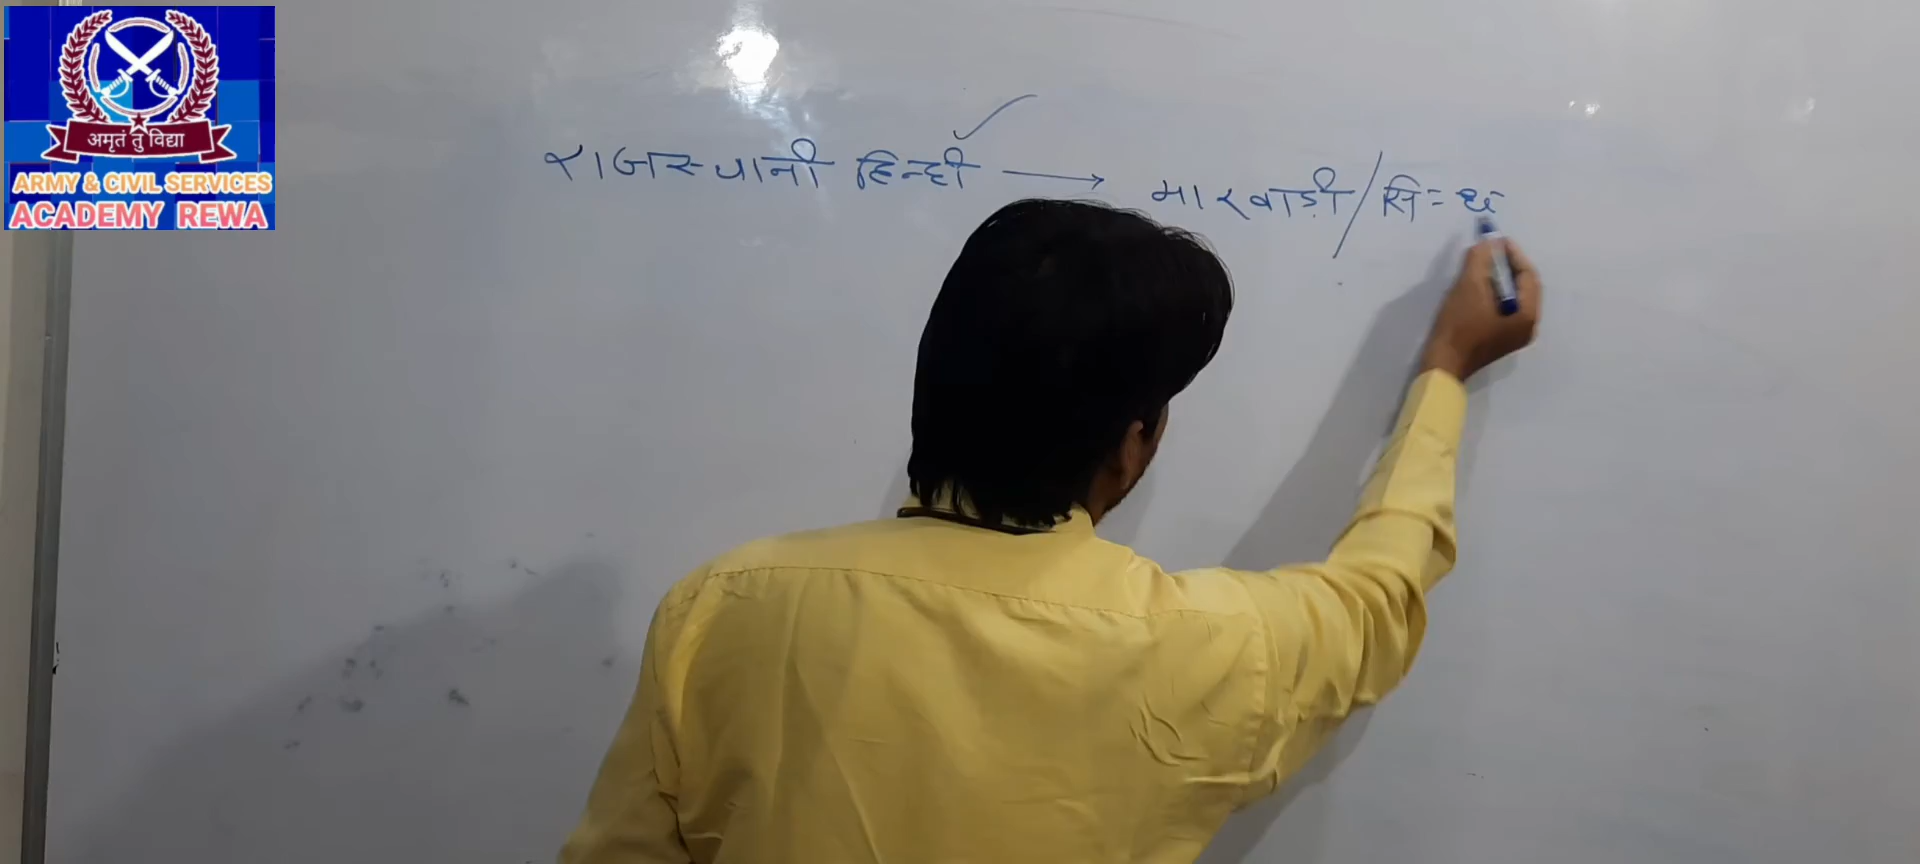 अमृतं तु विद्या
ARMY & CIVIL SERVICES
ACADEMY REWA
राजस्थानी हिन्दी → मारवाड़ी / सिन्ध